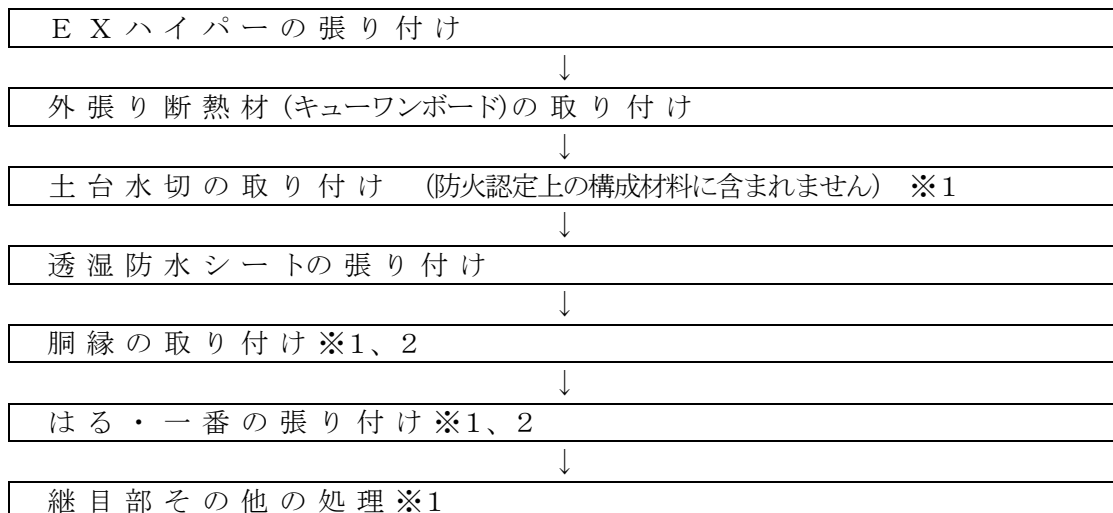 EXハイパーの張り付け
↓
外張り断熱材(キューワンボード)の取り付け
↓
土台水切の取り付け (防火認定上の構成材料に含まれません) ※1
↓
透湿防水シートの張り付け
↓
胴縁の取り付け※1、2
↓
はる・一番の張り付け※1、2
↓
継目部その他の処理※1